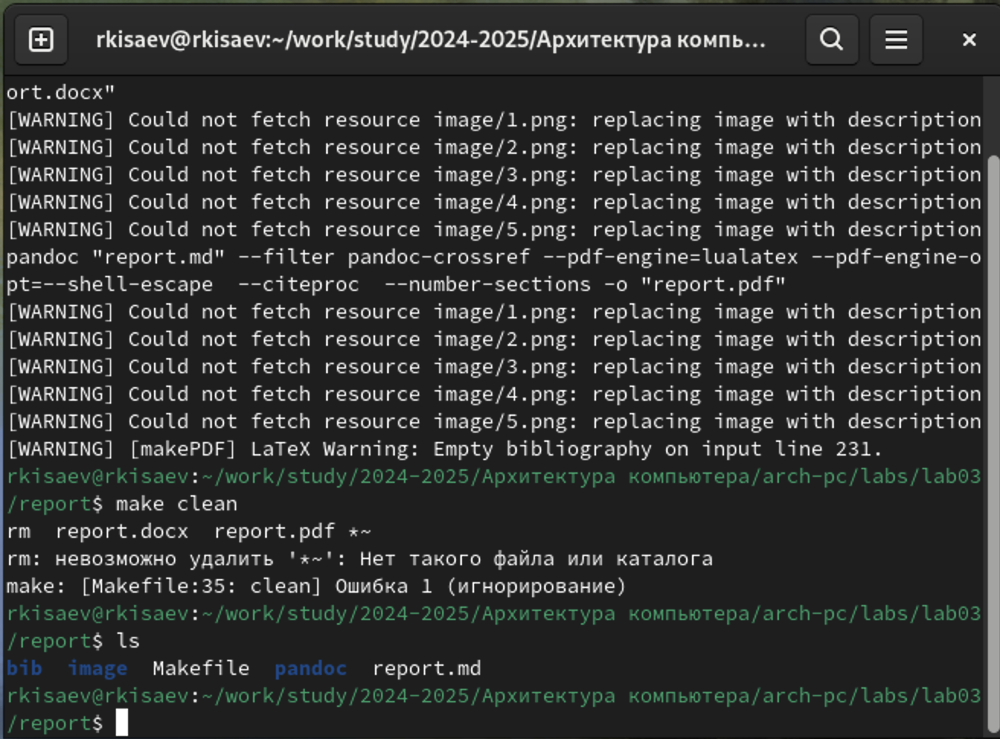 rkisaev@rkisaev:~/work/study/2024-2025/Архитектура компь...
ort.docx"
[WARNING] Could not fetch resource image/1.png: replacing image with description
[WARNING] Could not fetch resource image/2.png: replacing image with description
[WARNING] Could not fetch resource image/3.png: replacing image with description
[WARNING] Could not fetch resource image/4.png: replacing image with description
[WARNING] Could not fetch resource image/5.png: replacing image with description
pandoc "report.md" --filter pandoc-crossref --pdf-engine=lualatex --pdf-engine-o
pt=--shell-escape  --citeproc  --number-sections -o "report.pdf"
[WARNING] Could not fetch resource image/1.png: replacing image with description
[WARNING] Could not fetch resource image/2.png: replacing image with description
[WARNING] Could not fetch resource image/3.png: replacing image with description
[WARNING] Could not fetch resource image/4.png: replacing image with description
[WARNING] Could not fetch resource image/5.png: replacing image with description
[WARNING] [makePDF] LaTeX Warning: Empty bibliography on input line 231.
rkisaev@rkisaev:~/work/study/2024-2025/Архитектура компьютера/arch-pc/labs/lab03
/report$ make clean
rm  report.docx  report.pdf *~
rm: невозможно удалить '*~': Нет такого файла или каталога
make: [Makefile:35: clean] Ошибка 1 (игнорирование)
rkisaev@rkisaev:~/work/study/2024-2025/Архитектура компьютера/arch-pc/labs/lab03
/report$ ls
bib  image  Makefile  pandoc  report.md
rkisaev@rkisaev:~/work/study/2024-2025/Архитектура компьютера/arch-pc/labs/lab03
/report$